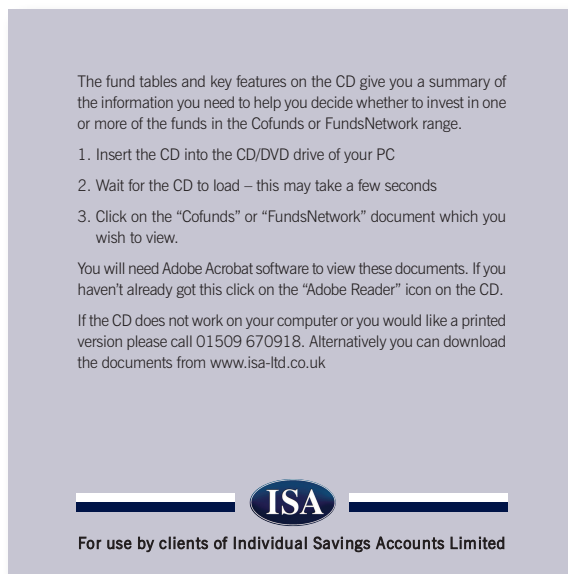 The fund tables and key features on the CD give you a summary of
the information you need to help you decide whether to invest in one
or more of the funds in the Cofunds or FundsNetwork range.
1. Insert the CD into the CD/DVD drive of your PC
2. Wait for the CD to load – this may take a few seconds
3. Click on the “Cofunds” or “FundsNetwork” document which you
wish to view.
You will need Adobe Acrobat software to view these documents. If you
haven’t already got this click on the “Adobe Reader” icon on the CD.
If the CD does not work on your computer or you would like a printed
version please call 01509 670918. Alternatively you can download
the documents from www.isa-ltd.co.uk
ISA
For use by clients of Individual Savings Accounts Limited